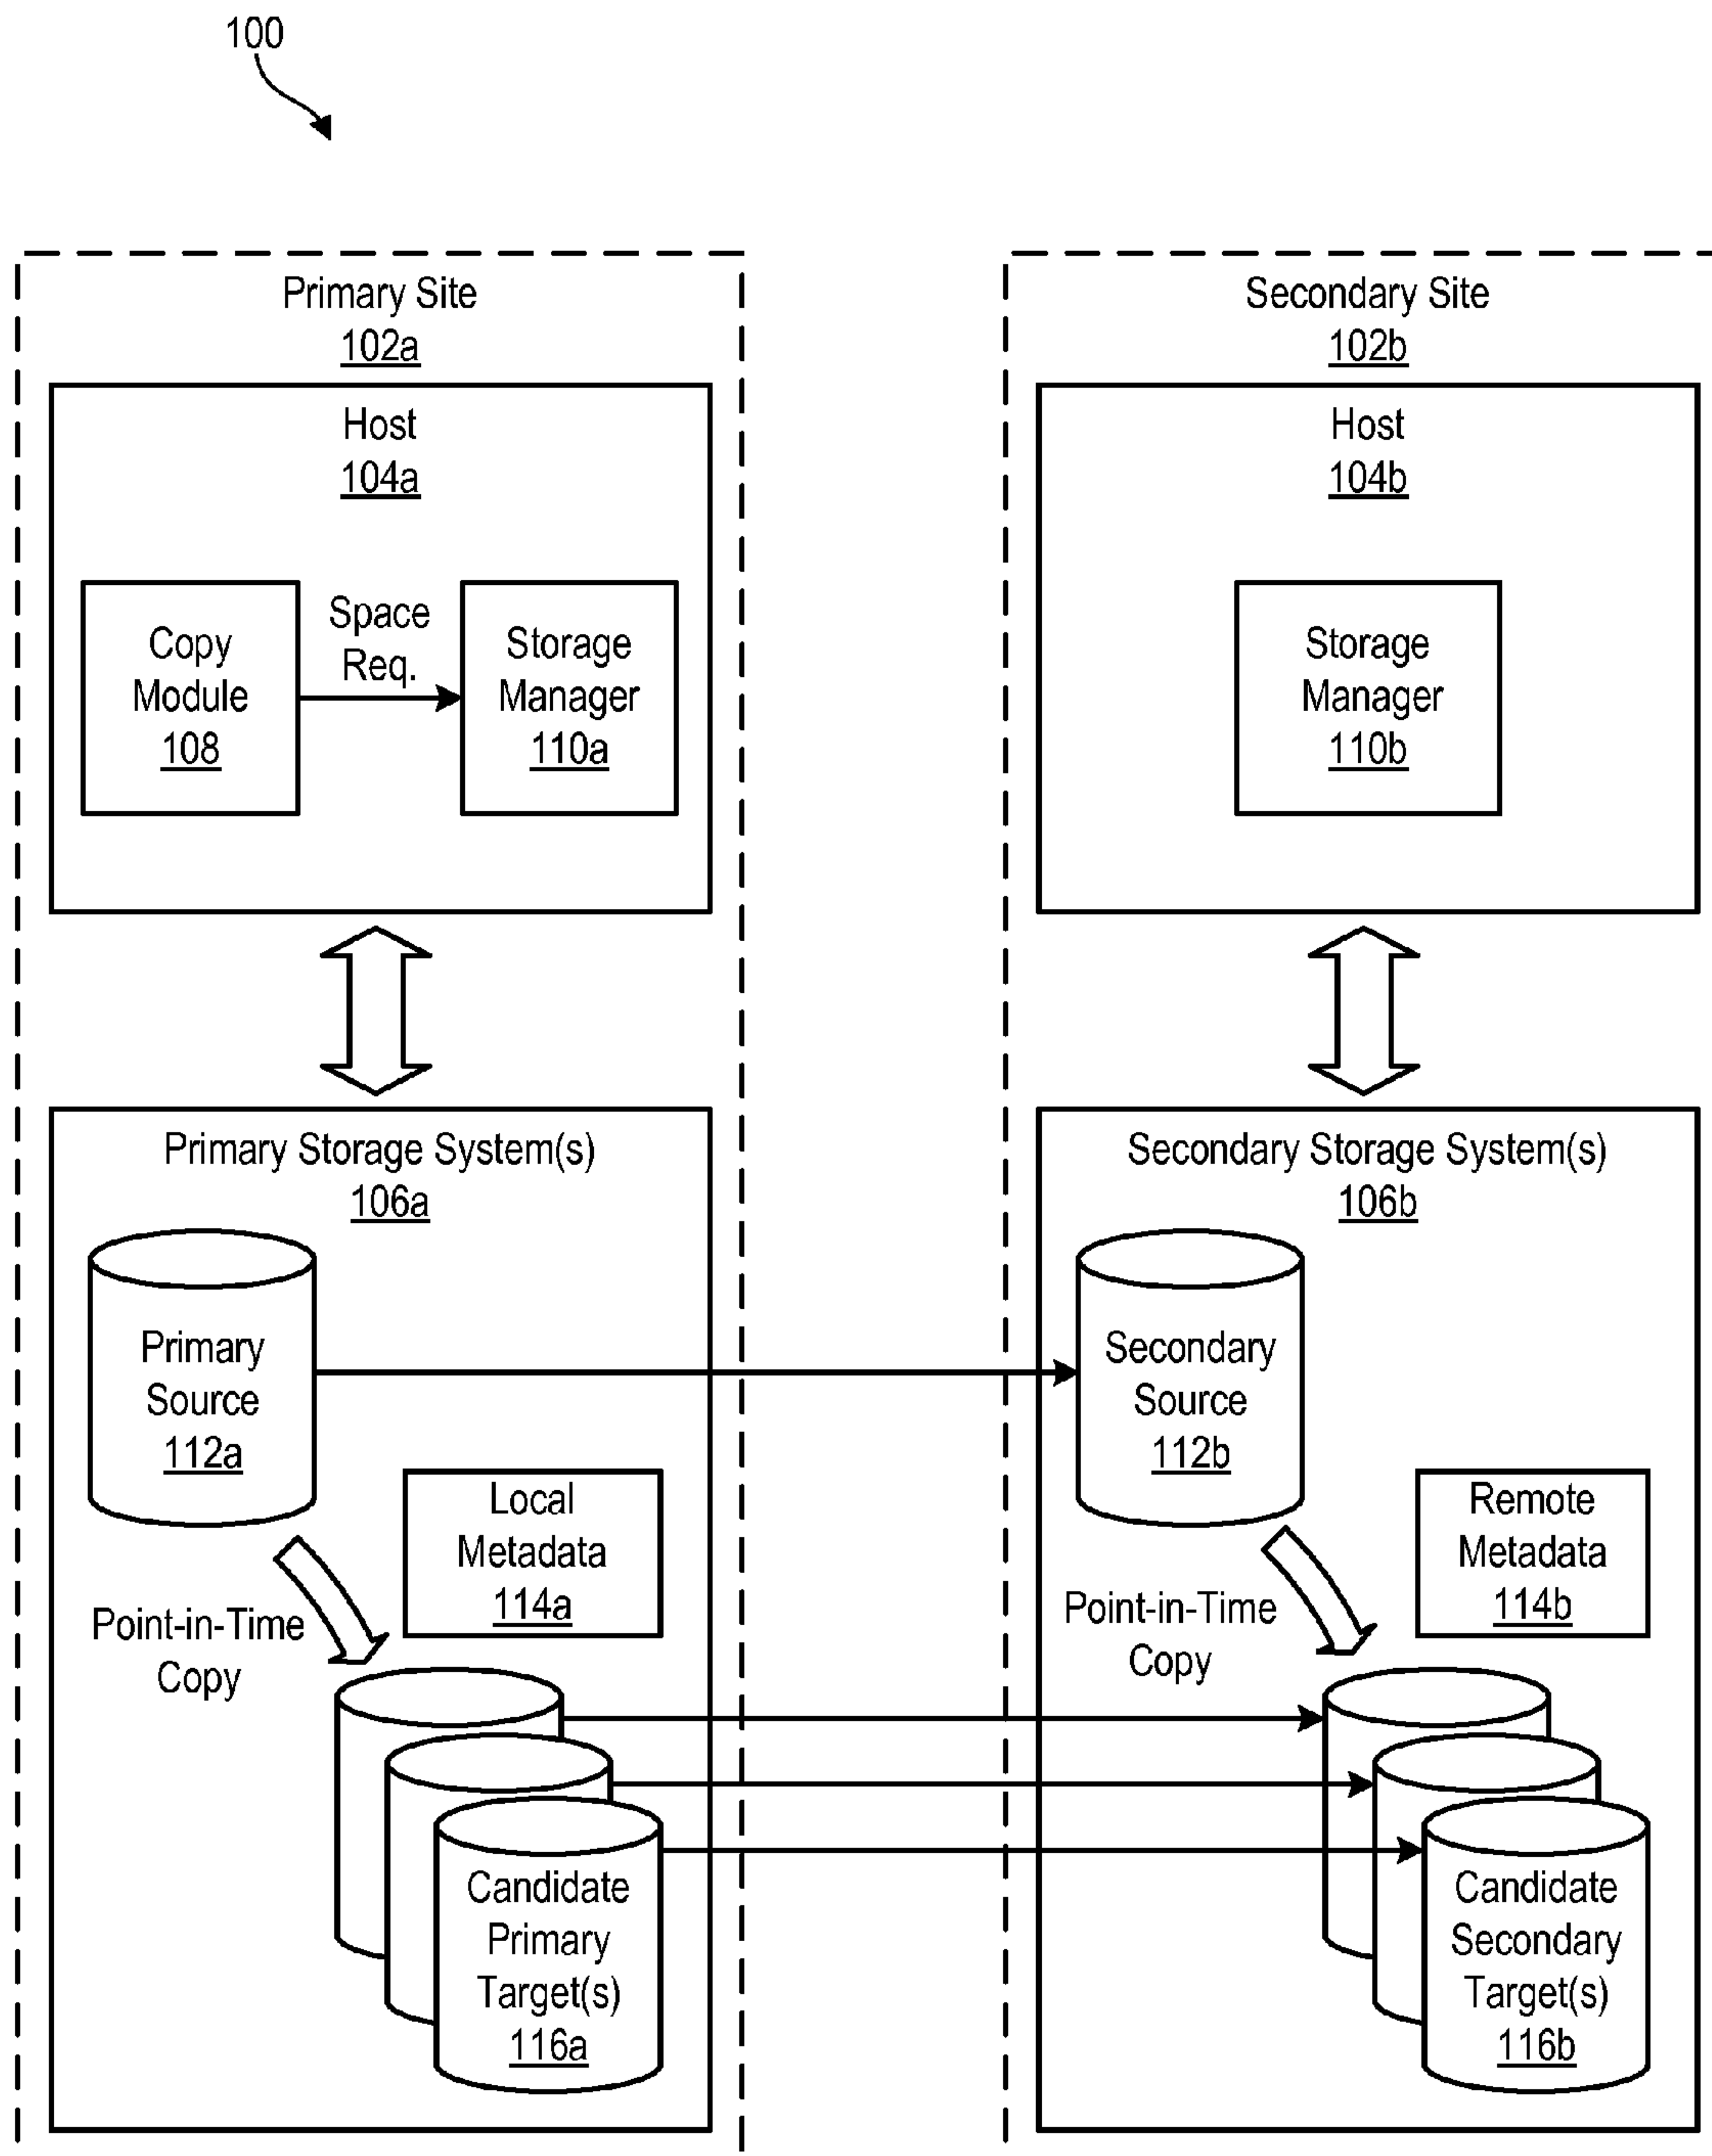 100
Primary Site
102a
Host
104a
Copy
Module
108
Space
Req.
Storage
Manager
110a
Primary Storage System(s)
106a
Primary
Source
112a
Local
Metadata
114a
Point-in-Time
Copy
Candidate
Primary
Target(s)
116a
Secondary Site
102b
Host
104b
Storage
Manager
110b
Secondary Storage System(s)
106b
Secondary
Source
112b
Remote
Metadata
114b
Point-in-Time
Copy
Candidate
Secondary
Target(s)
116b